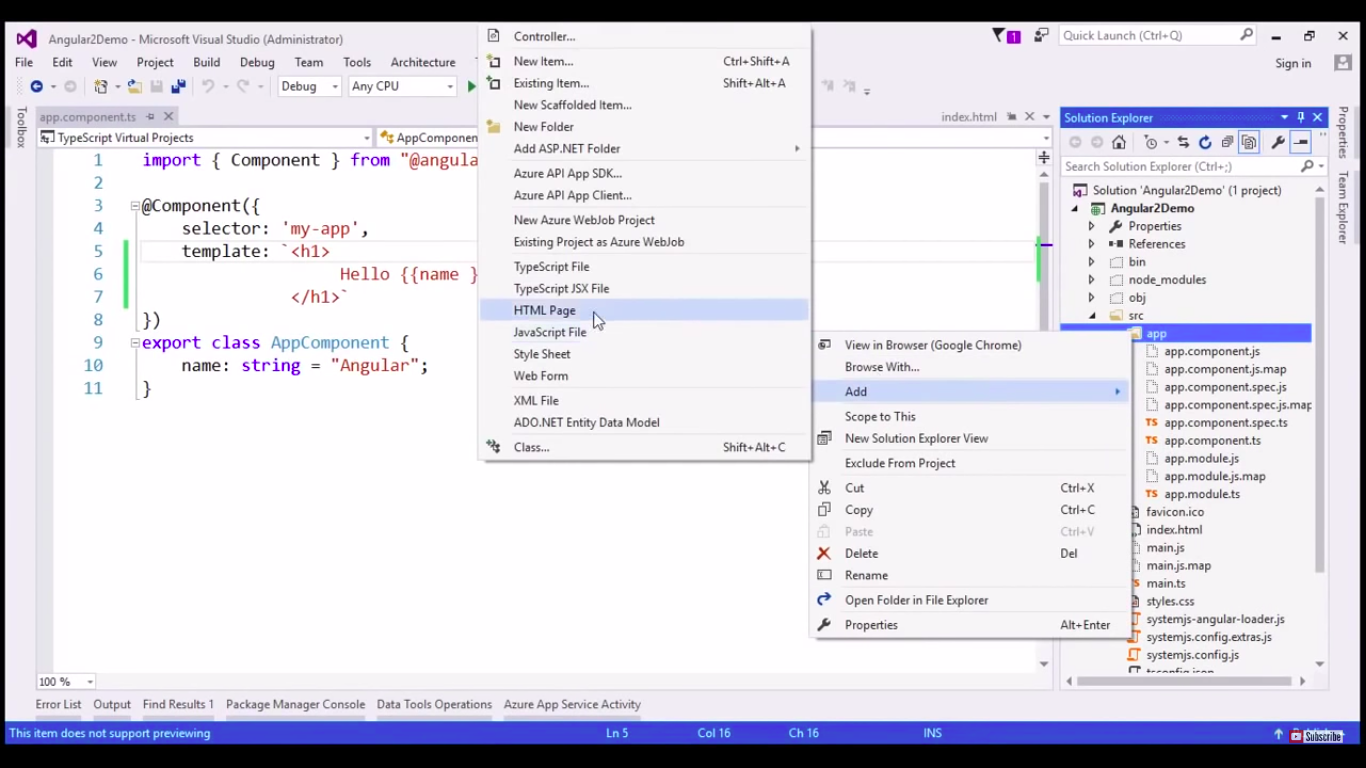 Angular2Demo - Microsoft Visual Studio (Administrator)
1
Quick Launch (Ctrl+Q)
File Edit View Project Build Debug Team Tools Architecture
Sign in
Debug Any CPU
Toolbox
app.component.ts
index.html
TypeScript Virtual Projects
AppComponent
1 import { Component } from "@angular
2
3 @Component({
4 selector: 'my-app',
5 template: `<h1>
6 Hello {{name }
7 </h1>`
8 })
9 export class AppComponent {
10 name: string = "Angular";
11 }
100 %
Controller...
New Item... Ctrl+Shift+A
Existing Item... Shift+Alt+A
New Scaffolded Item...
New Folder
Add ASP.NET Folder
Azure API App SDK...
Azure API App Client...
New Azure WebJob Project
Existing Project as Azure WebJob
TypeScript File
TypeScript JSX File
HTML Page
JavaScript File
Style Sheet
Web Form
XML File
ADO.NET Entity Data Model
Class... Shift+Alt+C
View in Browser (Google Chrome)
Browse With...
Add
Scope to This
New Solution Explorer View
Exclude From Project
Cut Ctrl+X
Copy Ctrl+C
Paste Ctrl+V
Delete Del
Rename
Open Folder in File Explorer
Properties Alt+Enter
Solution Explorer
Search Solution Explorer (Ctrl+;)
Solution 'Angular2Demo' (1 project)
Angular2Demo
Properties
References
bin
node_modules
obj
src
app
app.component.js
app.component.js.map
app.component.spec.js
app.component.spec.js.map
TS app.component.spec.ts
TS app.component.ts
app.module.js
app.module.js.map
TS app.module.ts
favicon.ico
index.html
main.js
main.js.map
TS main.ts
styles.css
systemjs-angular-loader.js
systemjs.config.extras.js
systemjs.config.js
tsconfig.json
Properties
Team Explorer
Error List Output Find Results 1 Package Manager Console Data Tools Operations Azure App Service Activity
This item does not support previewing Ln 5 Col 16 Ch 16 INS
Subscribe